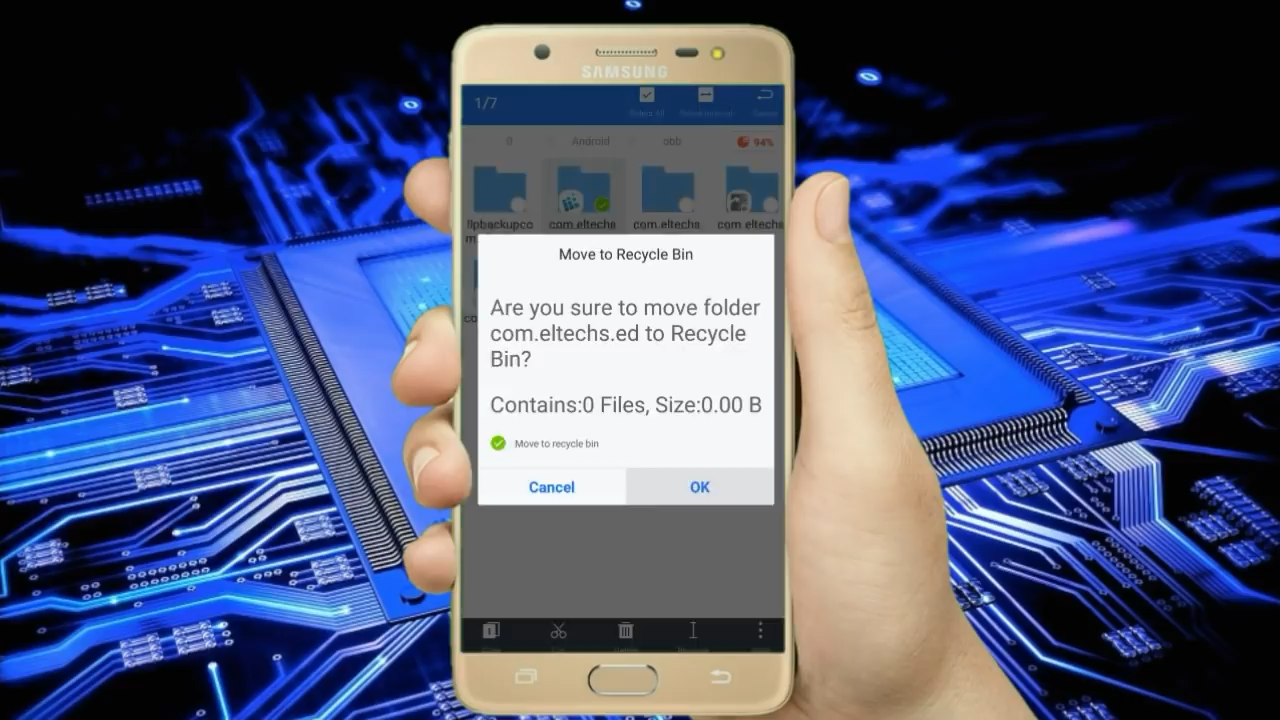 SAMSUNG
1/7
Select All
0 Android obb 94%
llpbackupco com.eltechs com.eltechs com.eltechs
m.
co
Move to Recycle Bin
Are you sure to move folder
com.eltechs.ed to Recycle
Bin?
Contains:0 Files, Size:0.00 B
Move to recycle bin
Cancel OK